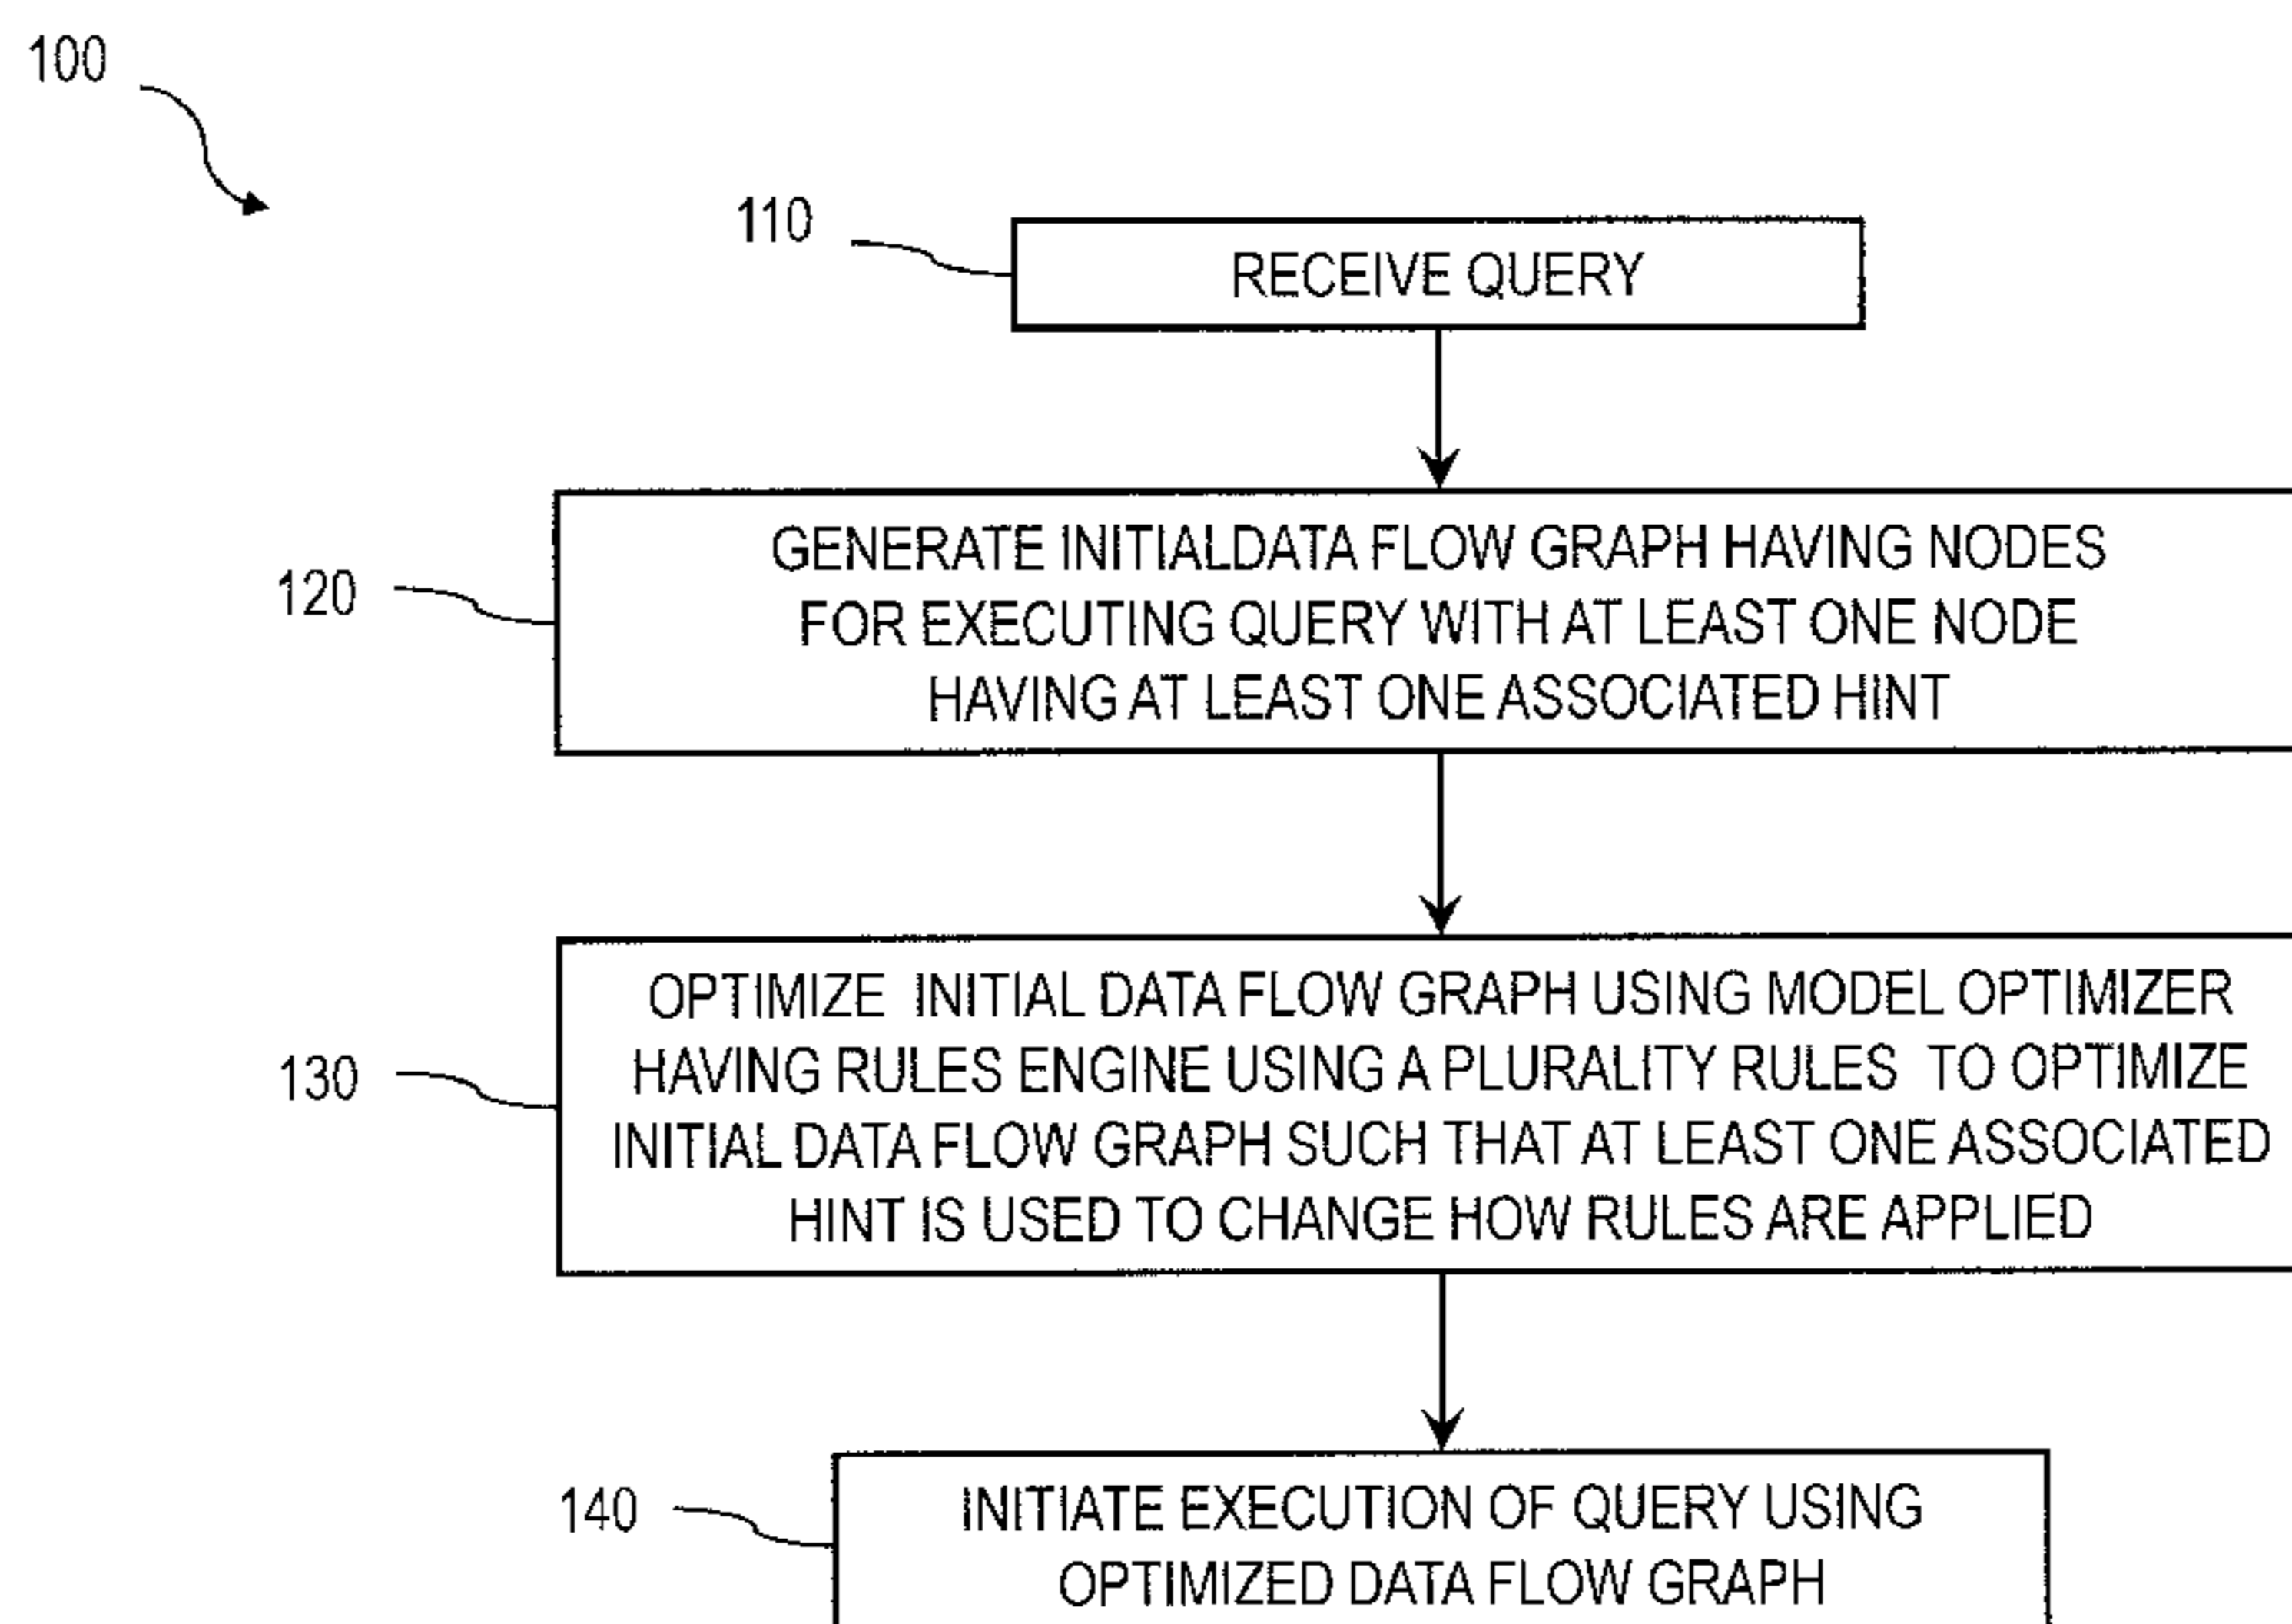 100
110
RECEIVE QUERY
GENERATE INITIALDATA FLOW GRAPH HAVING NODES
120
FOR EXECUTING QUERY WITH AT LEAST ONE NODE
HAVING AT LEAST ONE ASSOCIATED HINT
OPTIMIZE INITIAL DATA FLOW GRAPH USING MODEL OPTIMIZER
130
HAVING RULES ENGINE USING A PLURALITY RULES TO OPTIMIZE
INITIAL DATA FLOW GRAPH SUCH THAT AT LEAST ONE ASSOCIATED
HINT IS USED TO CHANGE HOW RULES ARE APPLIED
140
INITIATE EXECUTION OF QUERY USING
OPTIMIZED DATA FLOW GRAPH